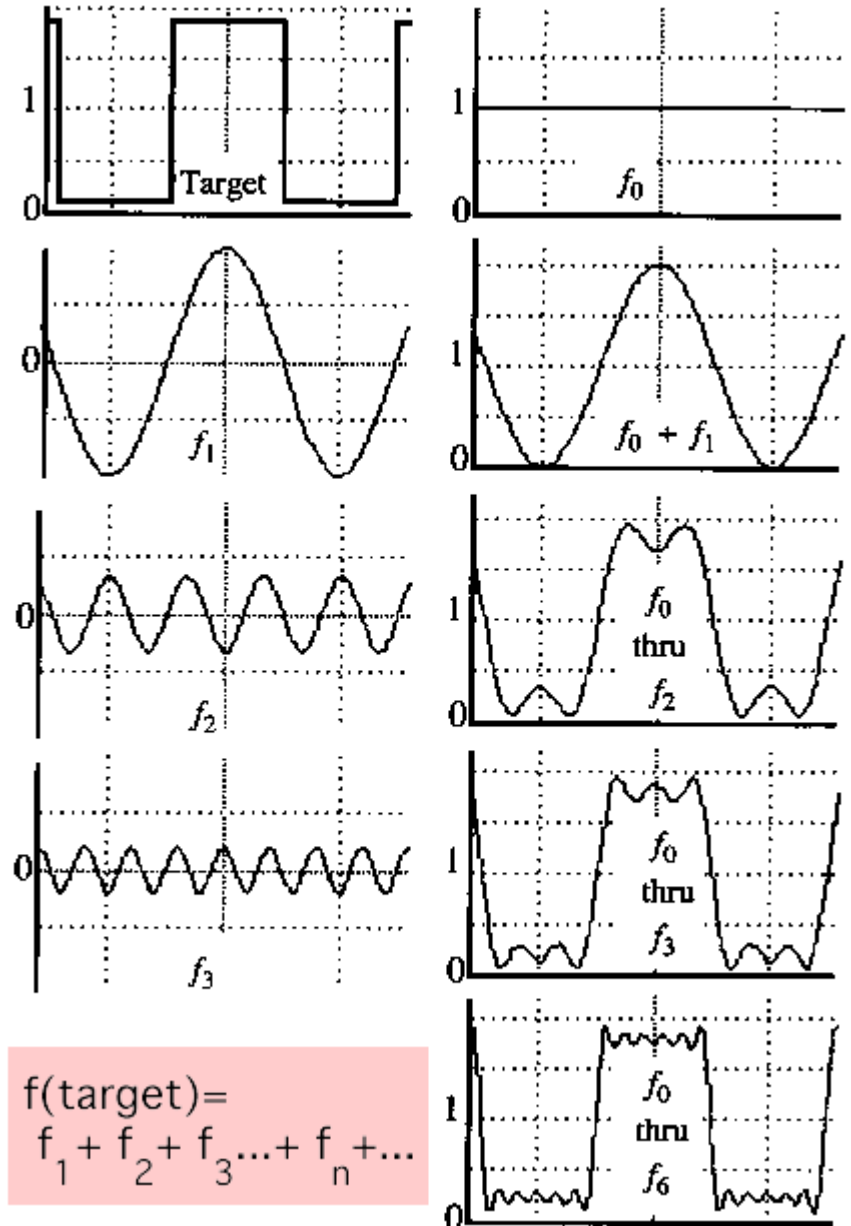 1
0
Target
1
0
f0
0
f1
1
0
f0 + f1
0
f2
1
0
f0
thru
f2
0
f3
1
0
f0
thru
f3
f(target)=
f1+ f2+ f3...+ fn+...
1
0
f0
thru
f6